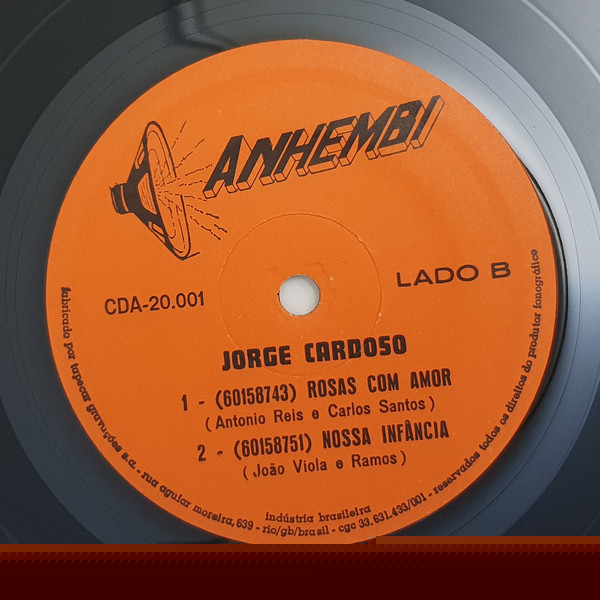 ANHEMBI
CDA-20.001
LADO B
JORGE CARDOSO
1 - (60158743) ROSAS COM AMOR
(Antonio Reis e Carlos Santos)
2 - (60158751) NOSSA INFÂNCIA
(João Viola e Ramos)
indústria brasileira
fabricado por tapecar gravações s.a. - rua aguiar moreira, 639 - rio/gb/brasil - cgc 33.631.433/001 - reservados todos os direitos do produtor fonográfico